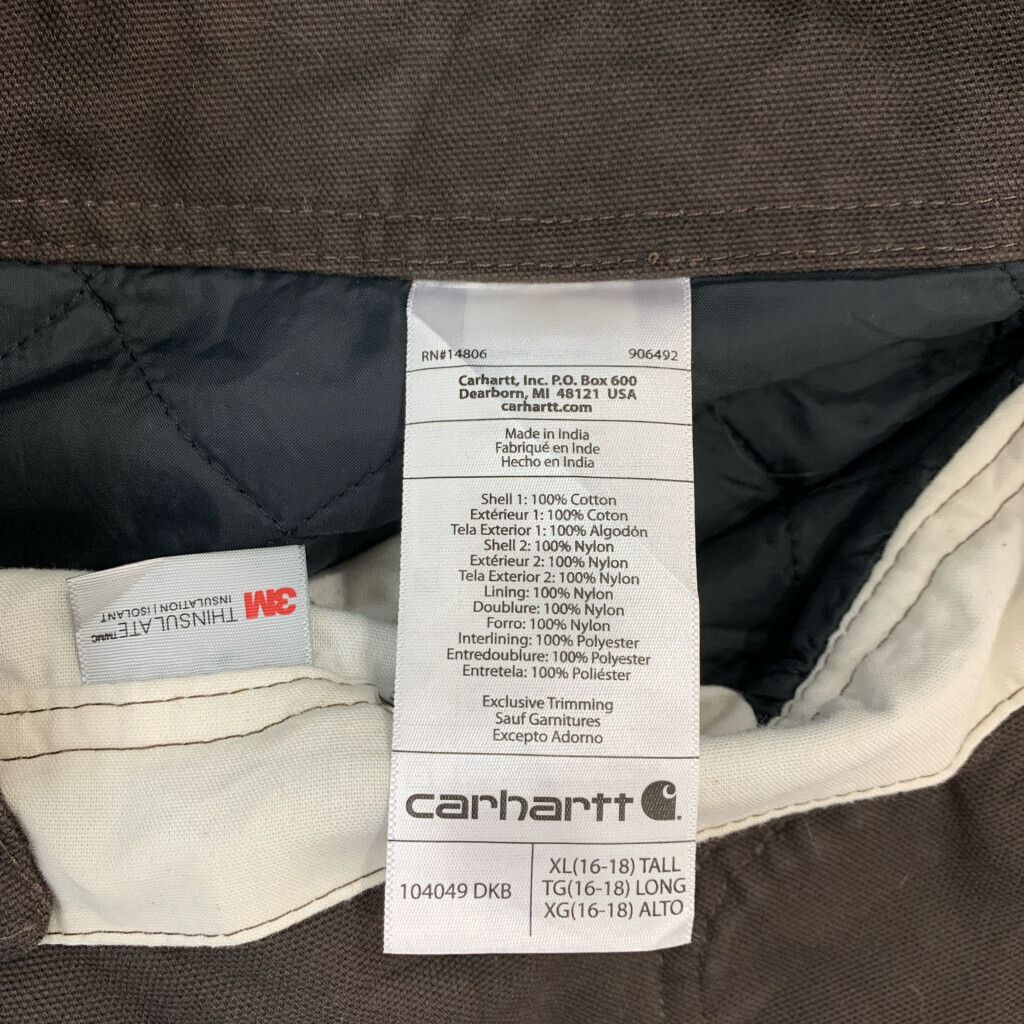 RN#14806 906492
Carhartt, Inc. P.O. Box 600
Dearborn, MI 48121 USA
carhartt.com
Made in India
Fabriqué en Inde
Hecho en India
Shell 1: 100% Cotton
Extérieur 1: 100% Coton
Tela Exterior 1: 100% Algodón
Shell 2: 100% Nylon
Extérieur 2: 100% Nylon
Tela Exterior 2: 100% Nylon
Lining: 100% Nylon
Doublure: 100% Nylon
Forro: 100% Nylon
Interlining: 100% Polyester
Entredoublure: 100% Polyester
Entretela: 100% Poliéster
Exclusive Trimming
Sauf Garnitures
Excepto Adorno
carhartt
104049 DKB
XL(16-18) TALL
TG(16-18) LONG
XG(16-18) ALTO
3M
THINSULATE™/MC
INSULATION | ISOLANT